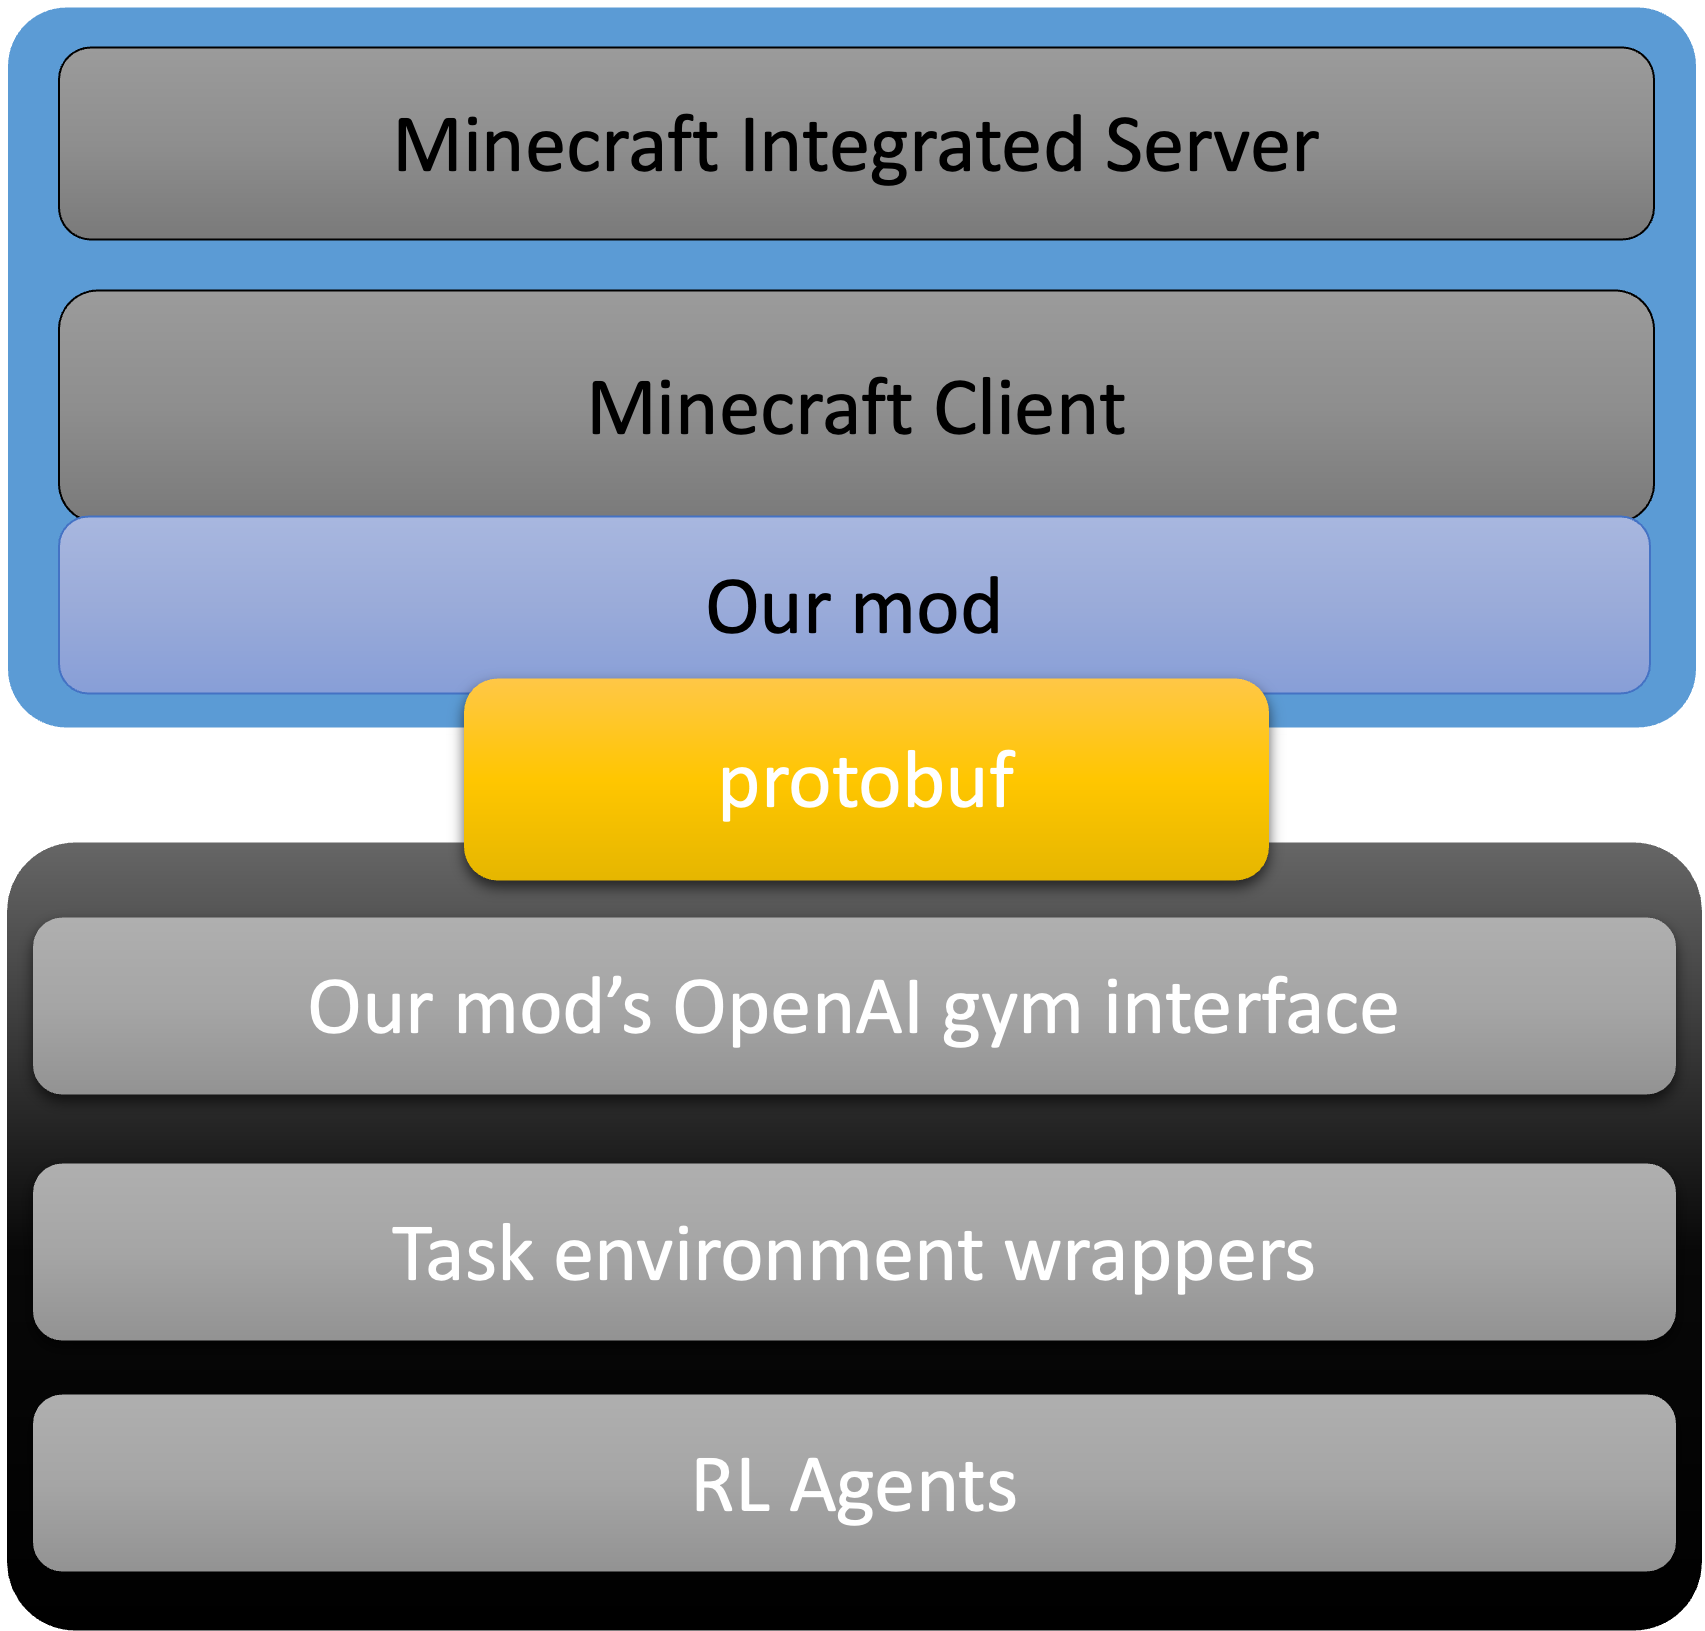 Minecraft Integrated Server
Minecraft Client
Our mod
protobuf
Our mod’s OpenAI gym interface
Task environment wrappers
RL Agents